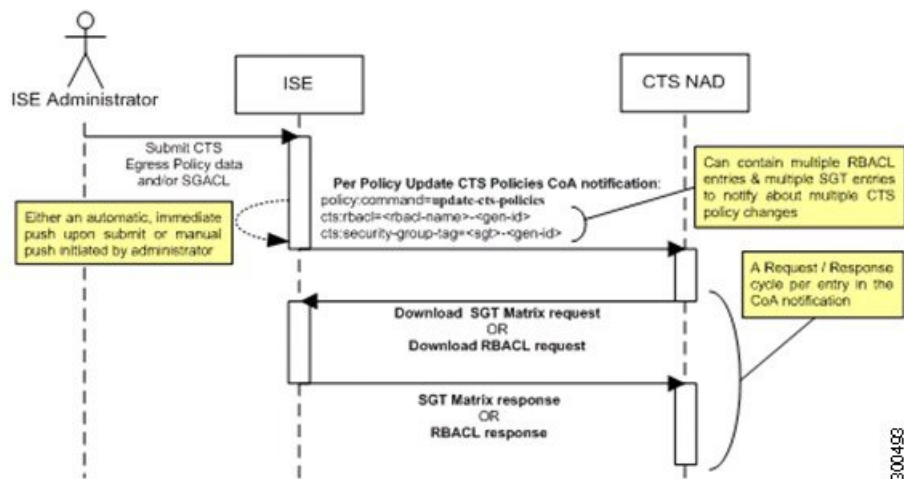 ISE Administrator
ISE
CTS NAD
Submit CTS
Egress Policy data
and/or SGACL
Either an automatic, immediate
push upon submit or manual
push initiated by administrator
Per Policy Update CTS Policies CoA notification:
policy:command=update-cts-policies
cts:rbacl=<rbacl-name>-<gen-id>
cts:security-group-tag=<sgt>-<gen-id>
Can contain multiple RBACL
entries & multiple SGT entries
to notify about multiple CTS
policy changes
A Request / Response
cycle per entry in the
CoA notification
Download SGT Matrix request
OR
Download RBACL request
SGT Matrix response
OR
RBACL response
300493